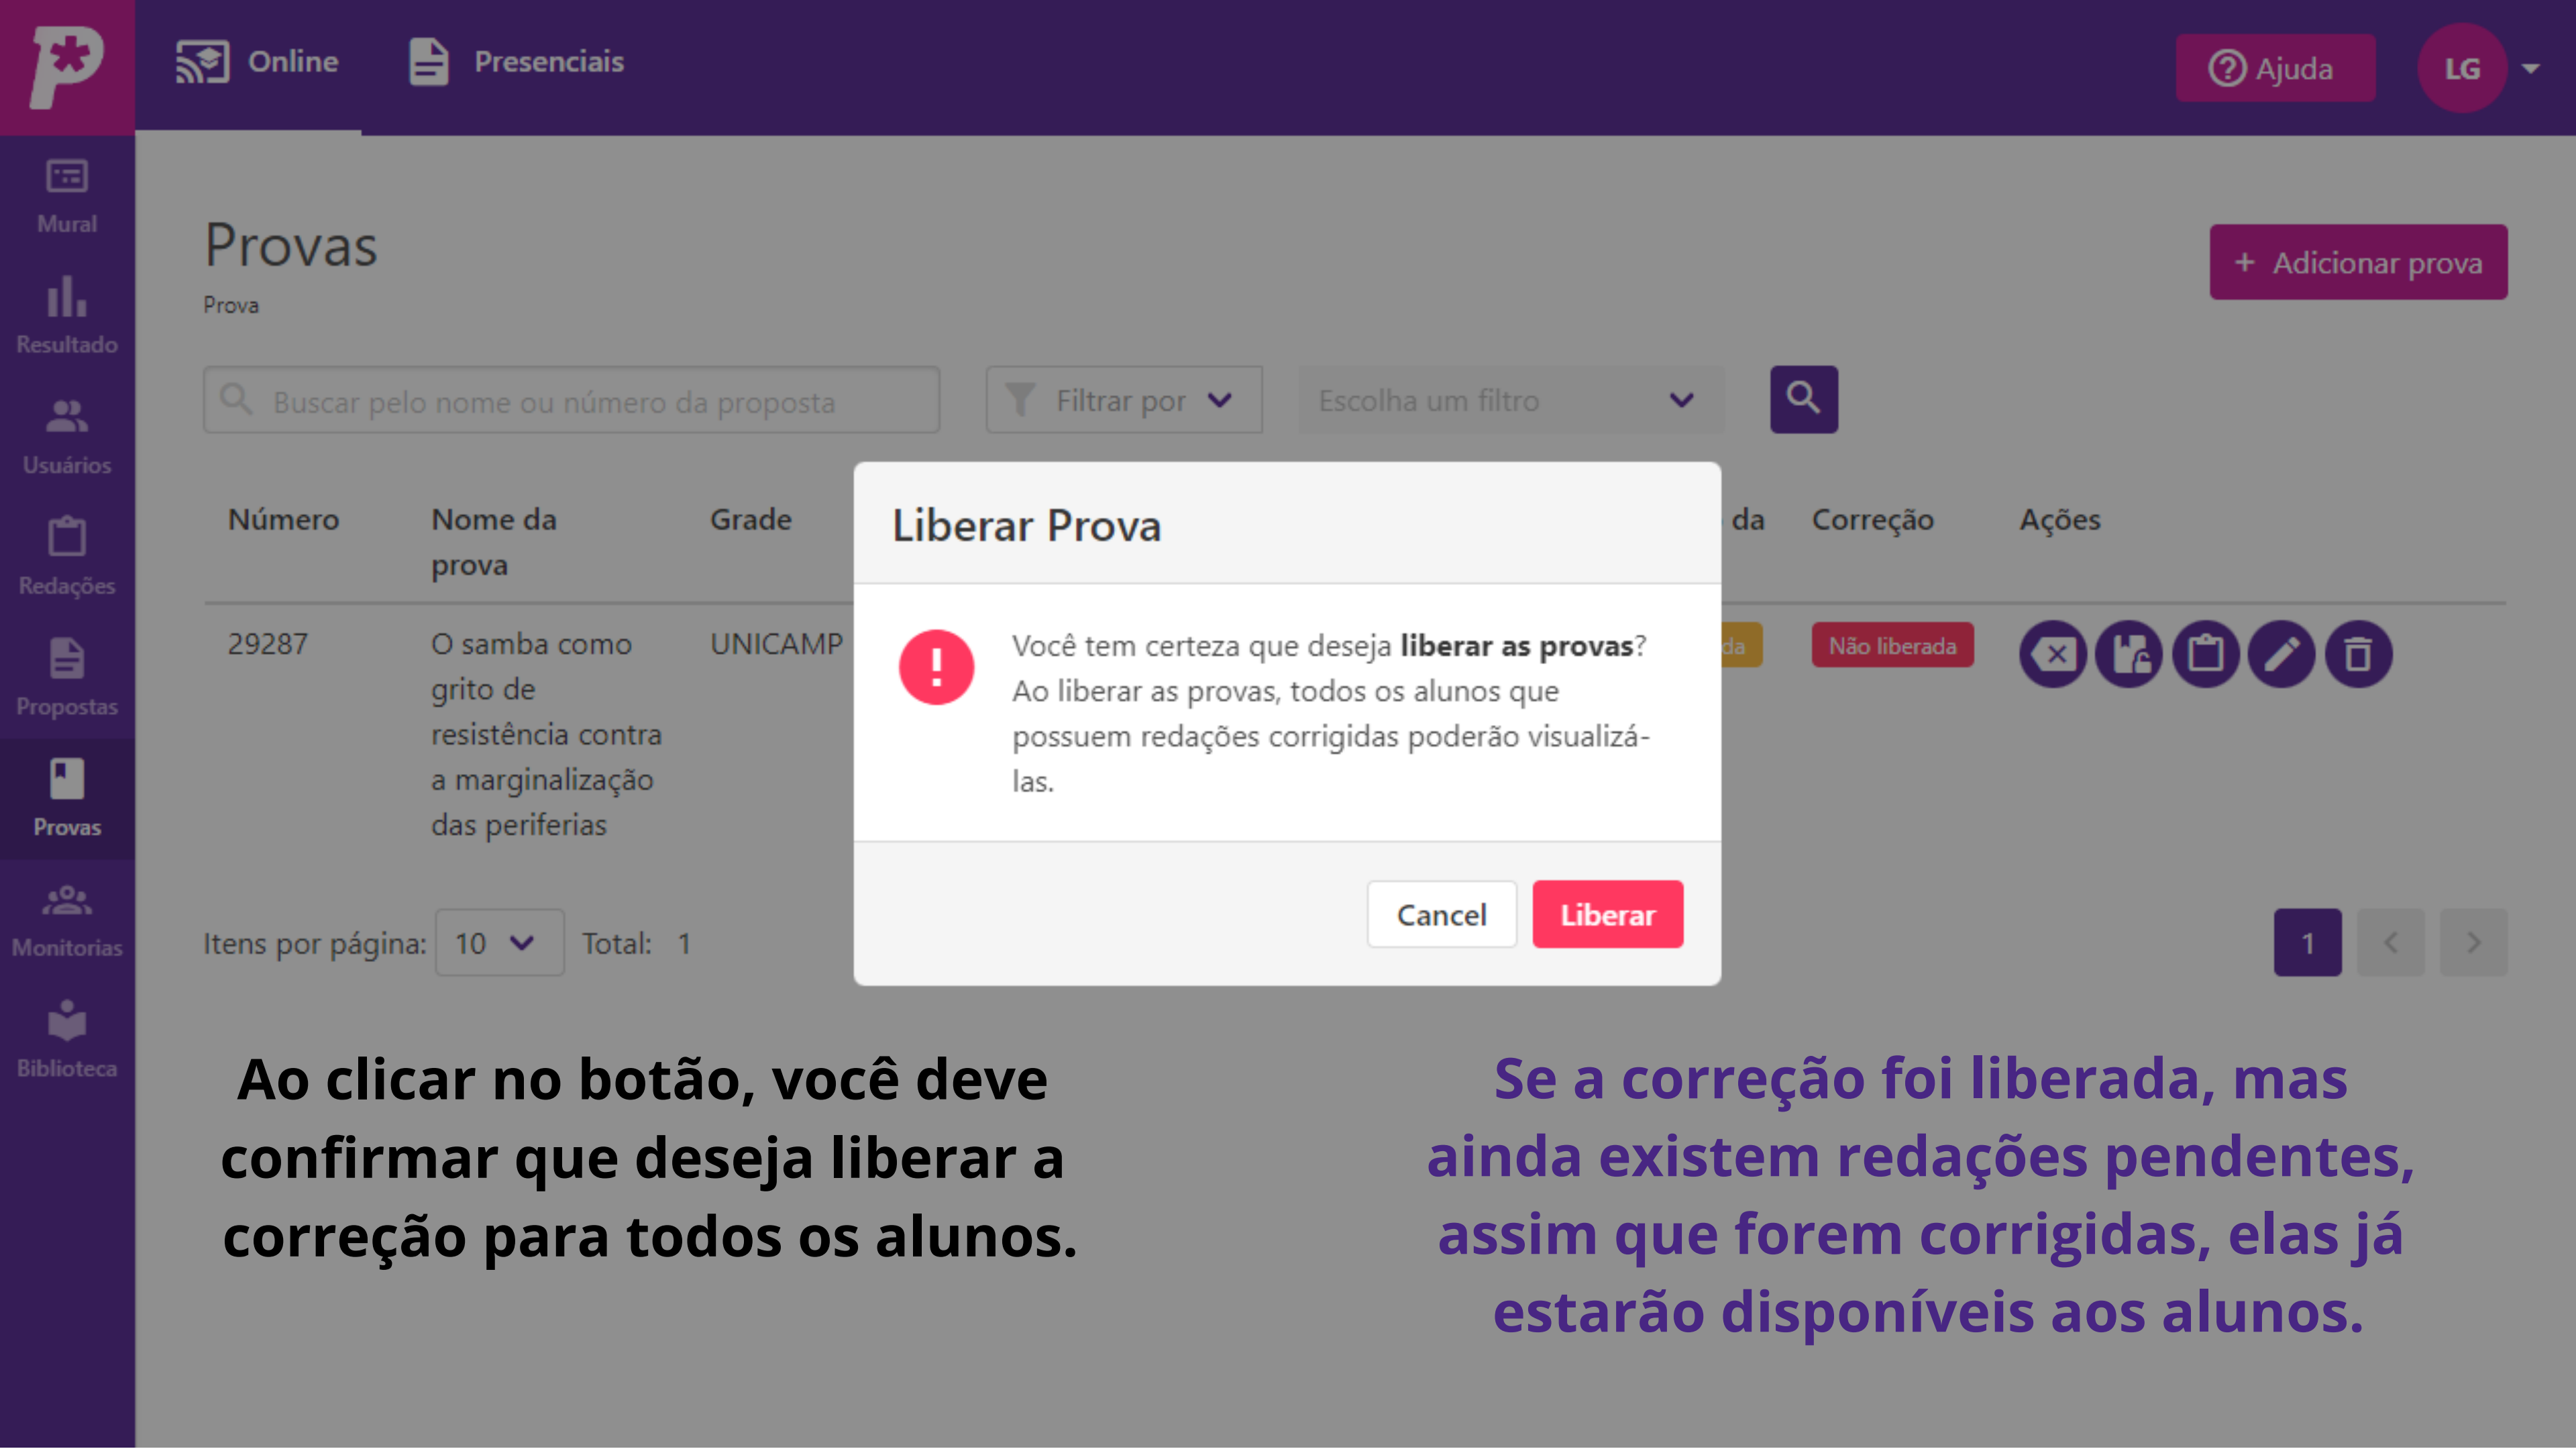 Online
Presenciais
Ajuda
LG
Mural
Resultado
Usuários
Redações
Propostas
Provas
Monitorias
Biblioteca
Provas
Prova
+ Adicionar prova
Buscar pelo nome ou número da proposta
Filtrar por
Escolha um filtro
Número
Nome da
prova
Grade
da
Correção
Ações
29287
O samba como
grito de
resistência contra
a marginalização
das periferias
UNICAMP
da
Não liberada
Liberar Prova
Você tem certeza que deseja liberar as provas?
Ao liberar as provas, todos os alunos que
possuem redações corrigidas poderão visualizá-
las.
Cancel
Liberar
Itens por página: 10 Total: 1
1
Ao clicar no botão, você deve
confirmar que deseja liberar a
correção para todos os alunos.
Se a correção foi liberada, mas
ainda existem redações pendentes,
assim que forem corrigidas, elas já
estarão disponíveis aos alunos.